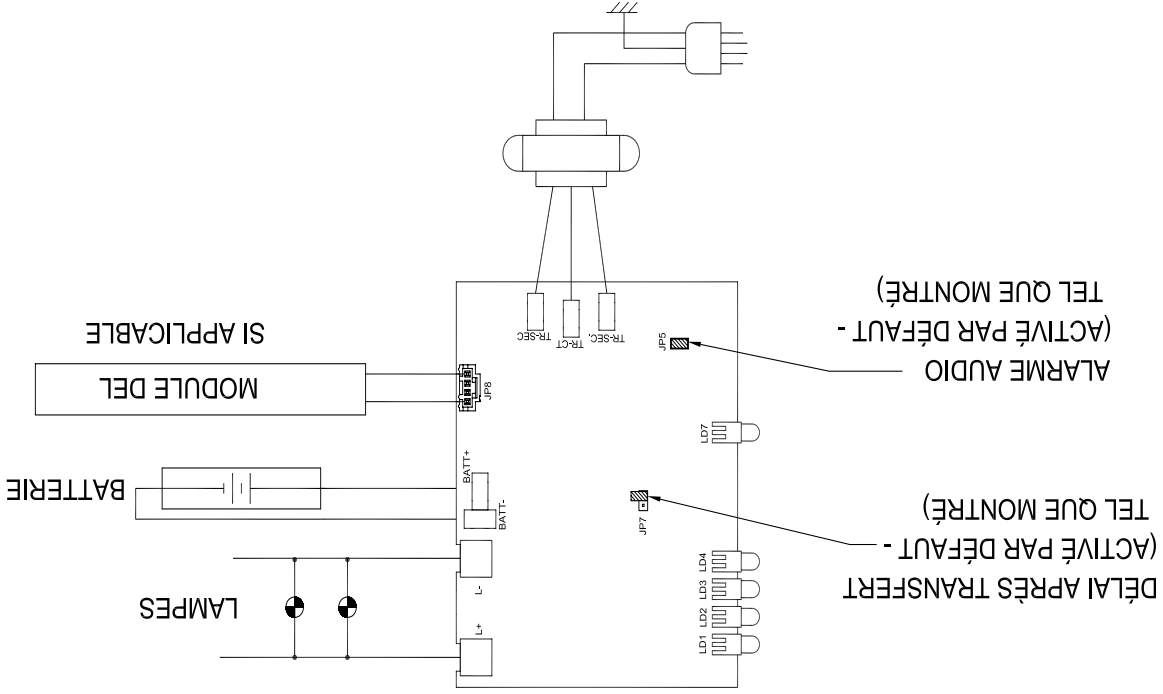 DÉLAI APRÈS TRANSFERT
(ACTIVÉ PAR DÉFAUT -
TEL QUE MONTRÉ)
ALARME AUDIO
(ACTIVÉ PAR DÉFAUT -
TEL QUE MONTRÉ)
LD1
LD2
LD3
LD4
LD7
JP7
JP5
L+
L-
BATT-
BATT+
JP8
TR-SEC.
TR-CT
TR-SEC
LAMPES
BATTERIE
MODULE DEL
SI APPLICABLE